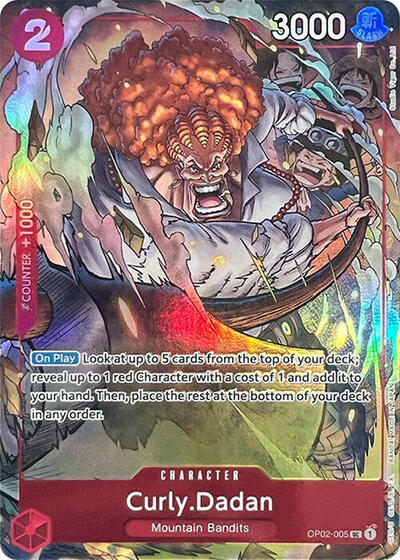 2
3000
斬
SLASH
COUNTER +1000
On Play Look at up to 5 cards from the top of your deck;
reveal up to 1 red Character with a cost of 1 and add it to
your hand. Then, place the rest at the bottom of your deck
in any order.
CHARACTER
Curly.Dadan
Mountain Bandits
OP02-005 UC 1